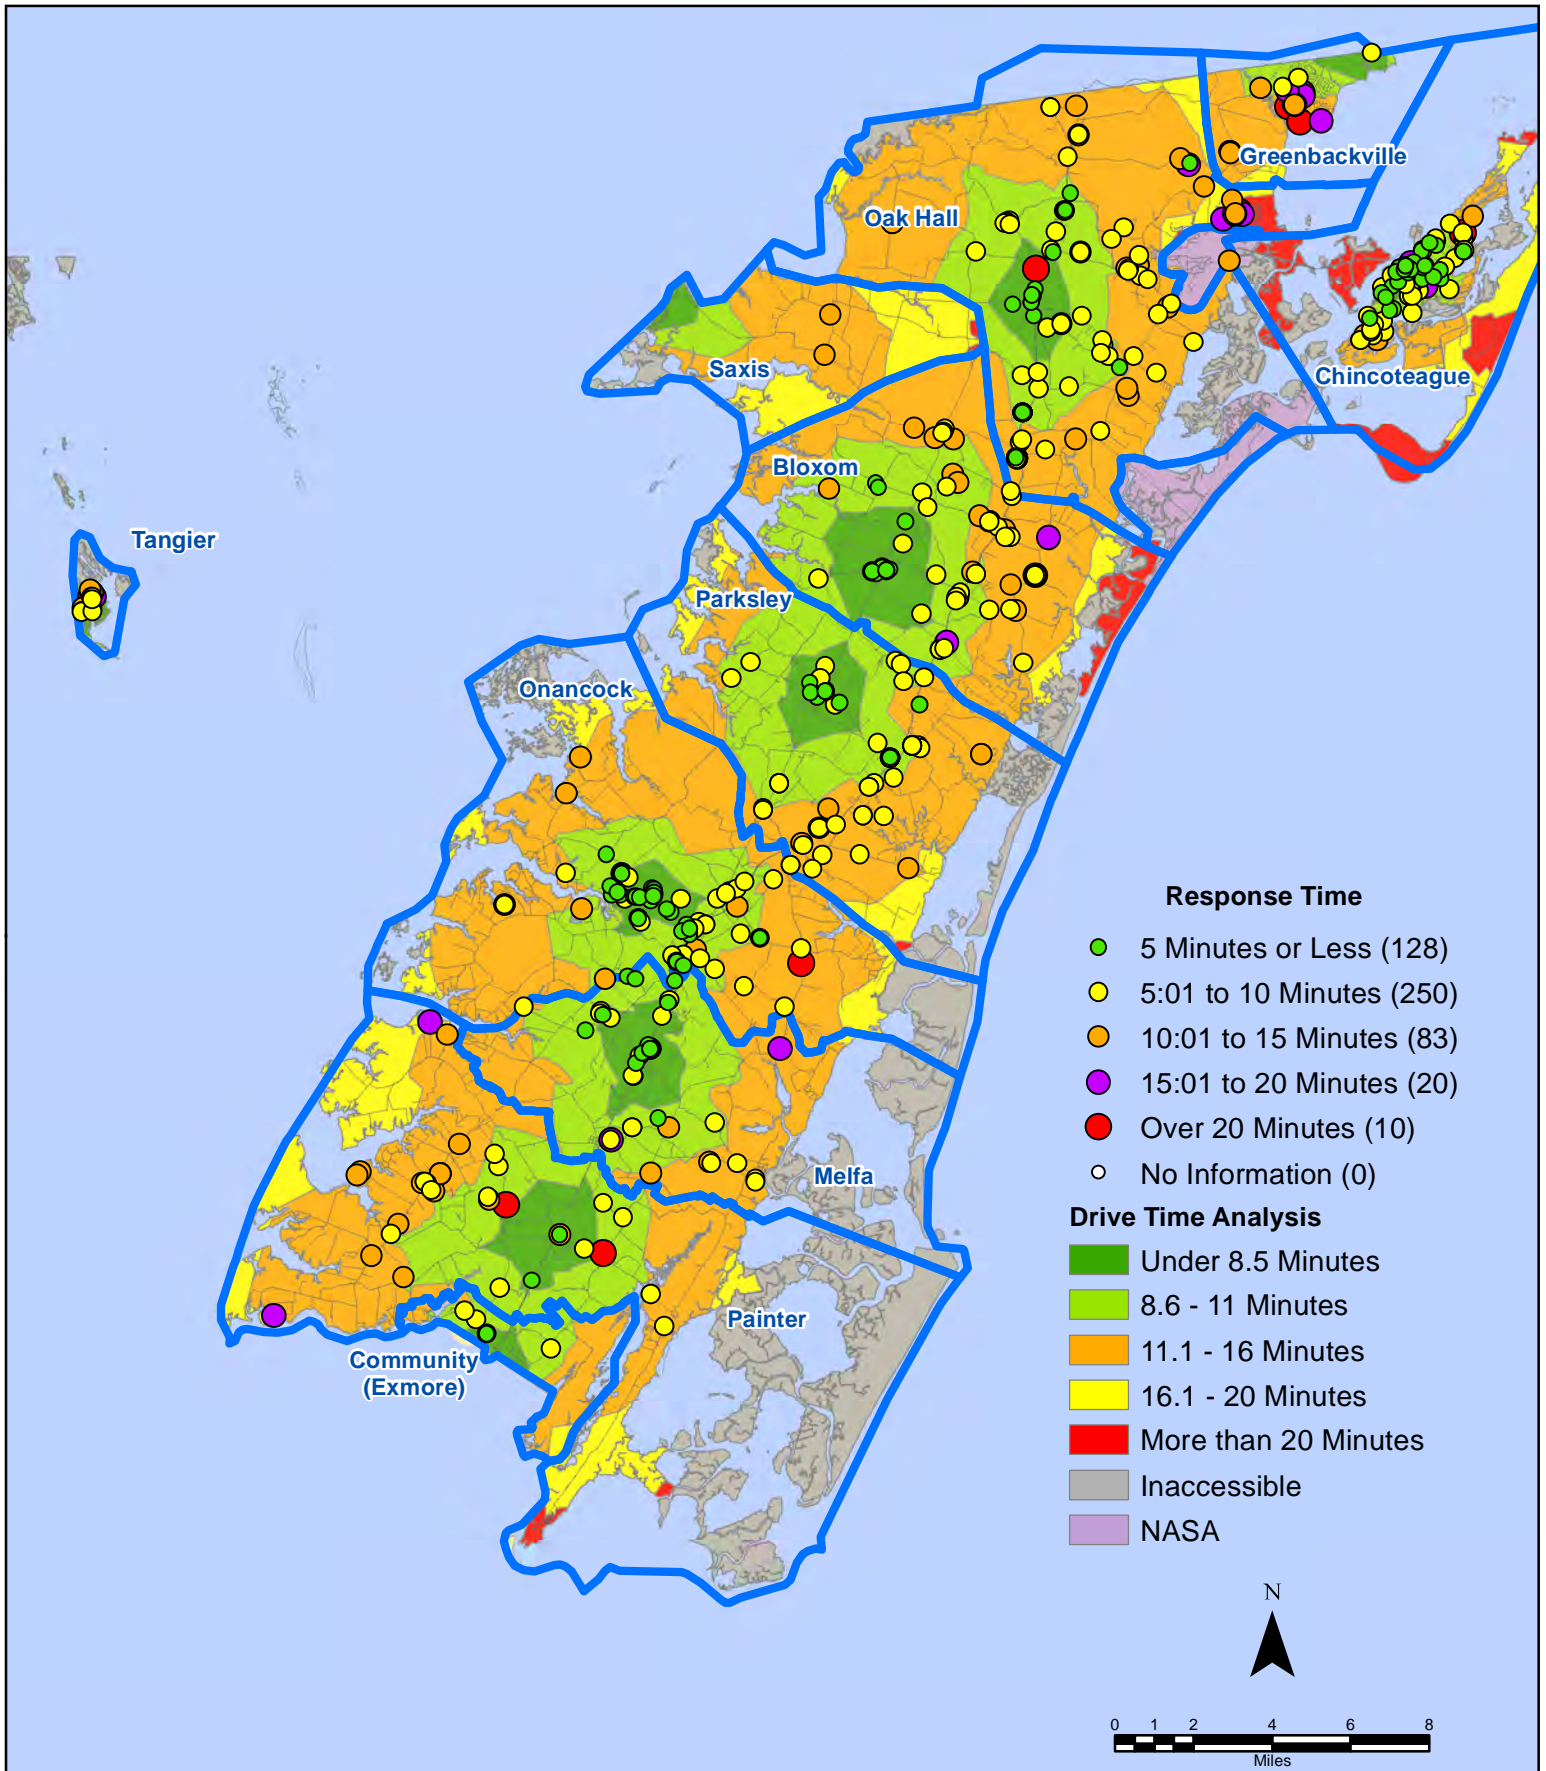 Greenbackville
Oak Hall
Chincoteague
Saxis
Bloxom
Tangier
Parksley
Onancock
Melfa
Painter
Community
(Exmore)
Response Time
5 Minutes or Less (128)
5:01 to 10 Minutes (250)
10:01 to 15 Minutes (83)
15:01 to 20 Minutes (20)
Over 20 Minutes (10)
No Information (0)
Drive Time Analysis
Under 8.5 Minutes
8.6 - 11 Minutes
11.1 - 16 Minutes
16.1 - 20 Minutes
More than 20 Minutes
Inaccessible
NASA
N
0 1 2 4 6 8
Miles